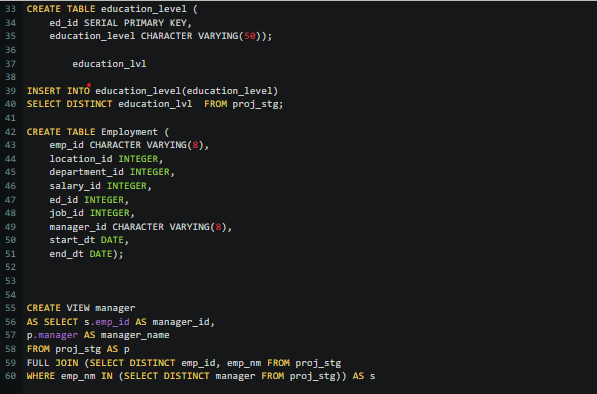 33 CREATE TABLE education_level (
34 ed_id SERIAL PRIMARY KEY,
35 education_level CHARACTER VARYING(50));
36
37 education_lvl
38
39 INSERT INTO education_level(education_level)
40 SELECT DISTINCT education_lvl  FROM proj_stg;
41
42 CREATE TABLE Employment (
43 emp_id CHARACTER VARYING(8),
44 location_id INTEGER,
45 department_id INTEGER,
46 salary_id INTEGER,
47 ed_id INTEGER,
48 job_id INTEGER,
49 manager_id CHARACTER VARYING(8),
50 start_dt DATE,
51 end_dt DATE);
52
53
54
55 CREATE VIEW manager
56 AS SELECT s.emp_id AS manager_id,
57 p.manager AS manager_name
58 FROM proj_stg AS p
59 FULL JOIN (SELECT DISTINCT emp_id, emp_nm FROM proj_stg
60 WHERE emp_nm IN (SELECT DISTINCT manager FROM proj_stg)) AS s